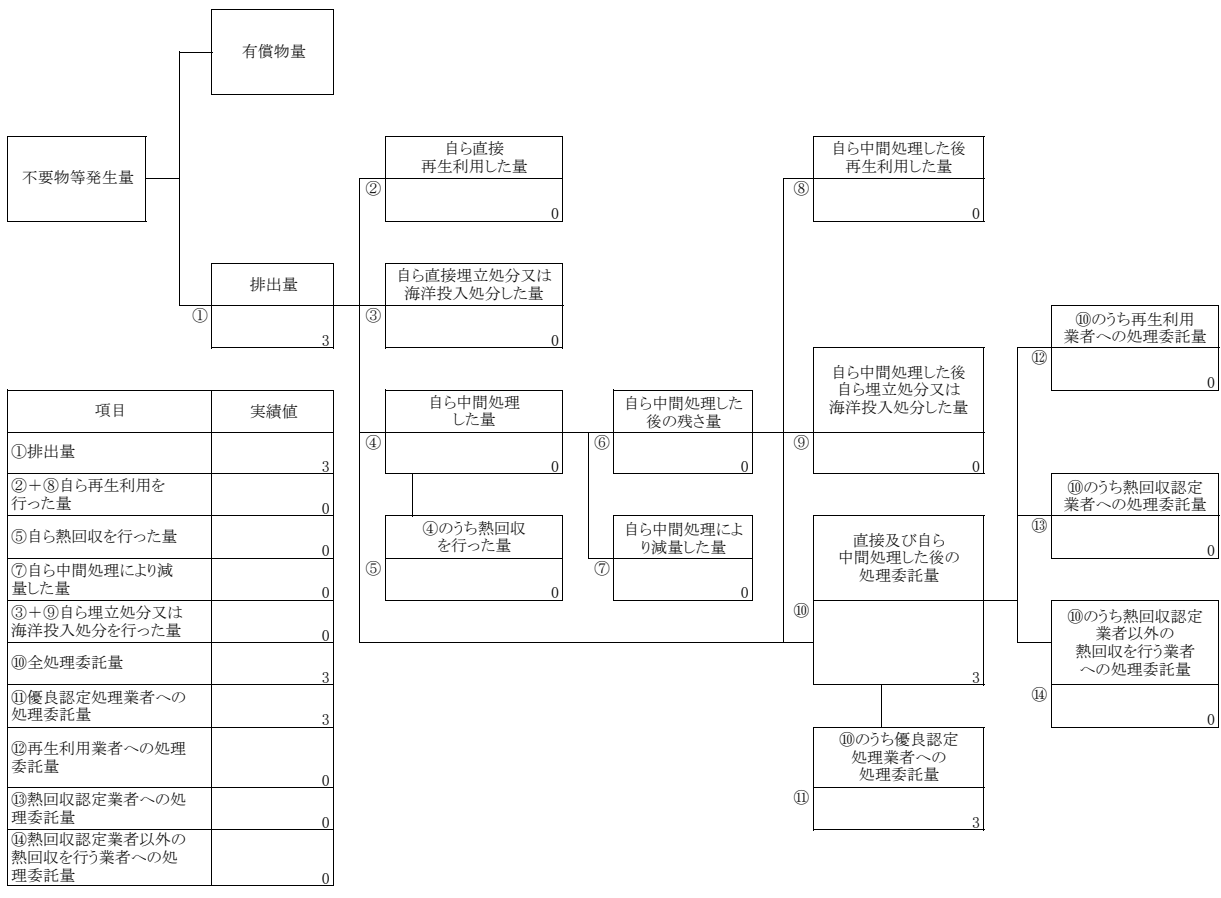 有償物量
不要物等発生量
排出量
①
3
自ら直接
再生利用した量
②
0
自ら直接埋立処分又は
海洋投入処分した量
③
0
自ら中間処理
した量
④
0
④のうち熱回収
を行った量
⑤
0
自ら中間処理した
後の残さ量
⑥
0
自ら中間処理によ
り減量した量
⑦
0
自ら中間処理した後
再生利用した量
⑧
0
自ら中間処理した後
自ら埋立処分又は
海洋投入処分した量
⑨
0
直接及び自ら
中間処理した後の
処理委託量
⑩
3
⑩のうち優良認定
処理業者への
処理委託量
⑪
3
⑩のうち再生利用
業者への処理委託量
⑫
0
⑩のうち熱回収認定
業者への処理委託量
⑬
0
⑩のうち熱回収認定
業者以外の
熱回収を行う業者
への処理委託量
⑭
0
項目 実績値
①排出量
3
②＋⑧自ら再生利用を
行った量
0
⑤自ら熱回収を行った量
0
⑦自ら中間処理により減
量した量
0
③＋⑨自ら埋立処分又は
海洋投入処分を行った量
0
⑩全処理委託量
3
⑪優良認定処理業者への
処理委託量
3
⑫再生利用業者への処理
委託量
0
⑬熱回収認定業者への処
理委託量
0
⑭熱回収認定業者以外の
熱回収を行う業者への処
理委託量
0